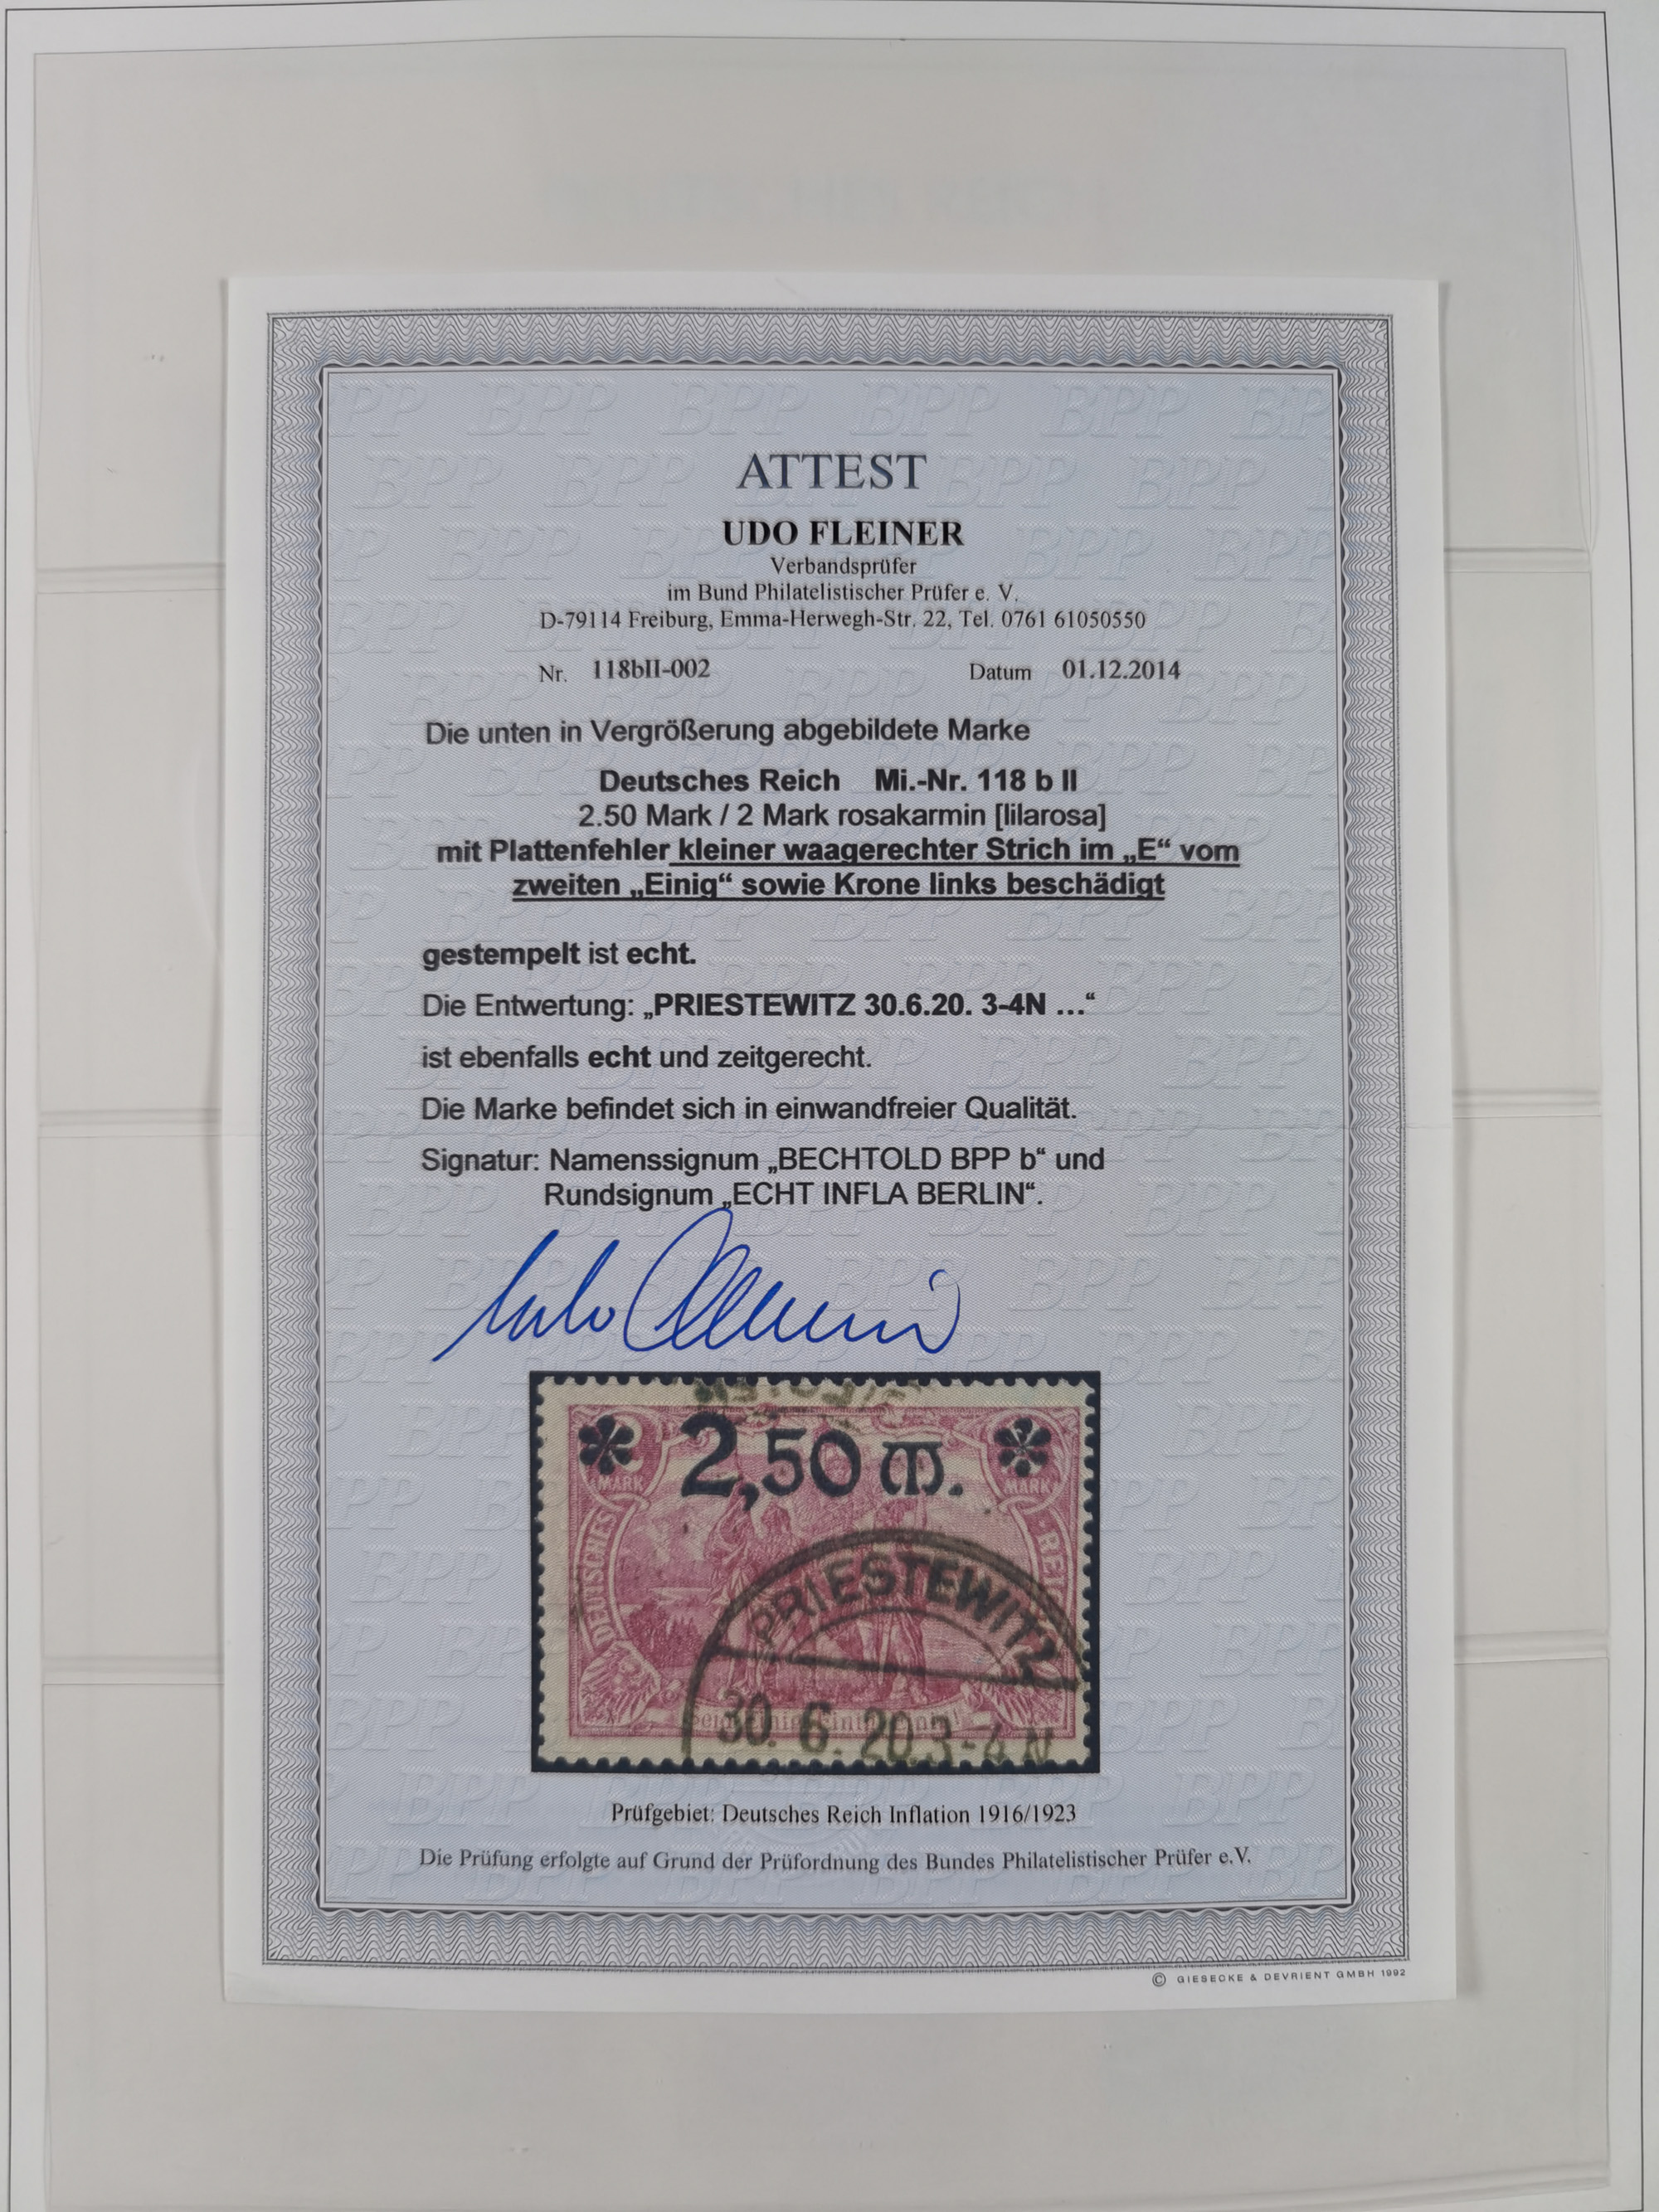 ATTEST
UDO FLEINER
Verbandsprüfer
im Bund Philatelistischer Prüfer e. V.
D-79114 Freiburg, Emma-Herwegh-Str. 22, Tel. 0761 61050550
Nr. 118bII-002 Datum 01.12.2014
Die unten in Vergrößerung abgebildete Marke
Deutsches Reich Mi.-Nr. 118 b II
2.50 Mark / 2 Mark rosakarmin [lilarosa]
mit Plattenfehler kleiner waagerechter Strich im „E“ vom
zweiten „Einig“ sowie Krone links beschädigt
gestempelt ist echt.
Die Entwertung: „PRIESTEWITZ 30.6.20. 3-4N ...“
ist ebenfalls echt und zeitgerecht.
Die Marke befindet sich in einwandfreier Qualität.
Signatur: Namenssignum „BECHTOLD BPP b“ und
Rundsignum „ECHT INFLA BERLIN“.
2,50 M.
MARK MARK
DEUTSCHES
PRIESTEWITZ
30. 6. 20.3-4 N
Prüfgebiet: Deutsches Reich Inflation 1916/1923
Die Prüfung erfolgte auf Grund der Prüfordnung des Bundes Philatelistischer Prüfer e.V.
© GIESECKE & DEVRIENT GMBH 1992